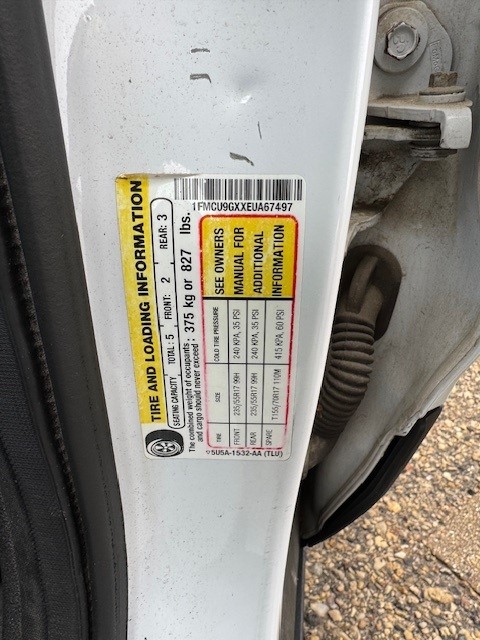 1FMCU9GXXEUA67497
TIRE AND LOADING INFORMATION
SEATING CAPACITY TOTAL: 5 FRONT: 2 REAR: 3
The combined weight of occupants and cargo should never exceed : 375 kg or 827 lbs.
TIRE SIZE COLD TIRE PRESSURE
FRONT 235/55R17 99H 240 KPA, 35 PSI
REAR 235/55R17 99H 240 KPA, 35 PSI
SPARE T155/70R17 110M 415 KPA, 60 PSI
SEE OWNERS
MANUAL FOR
ADDITIONAL
INFORMATION
5U5A-1532-AA (TLU)